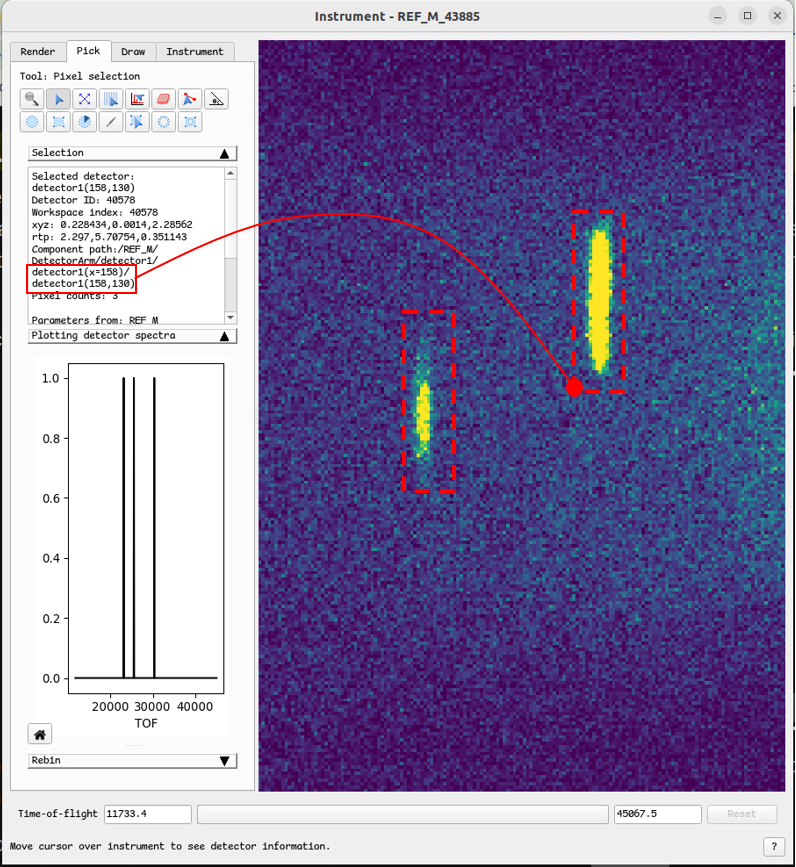 Instrument - REF_M_43885
Render Pick Draw Instrument
Tool: Pixel selection
Selection
Selected detector:
detector1(158,130)
Detector ID: 40578
Workspace index: 40578
xyz: 0.228434,0.0014,2.28562
rtp: 2.297,5.70754,0.351143
Component path:/REF_M/
DetectorArm/detector1/
detector1(x=158)/
detector1(158,130)
Pixel counts: 3
Parameters from: REF_M
Plotting detector spectra
1.0
0.8
0.6
0.4
0.2
0.0
20000 30000 40000
TOF
Rebin
Time-of-flight 11733.4 45067.5 Reset
Move cursor over instrument to see detector information. ?